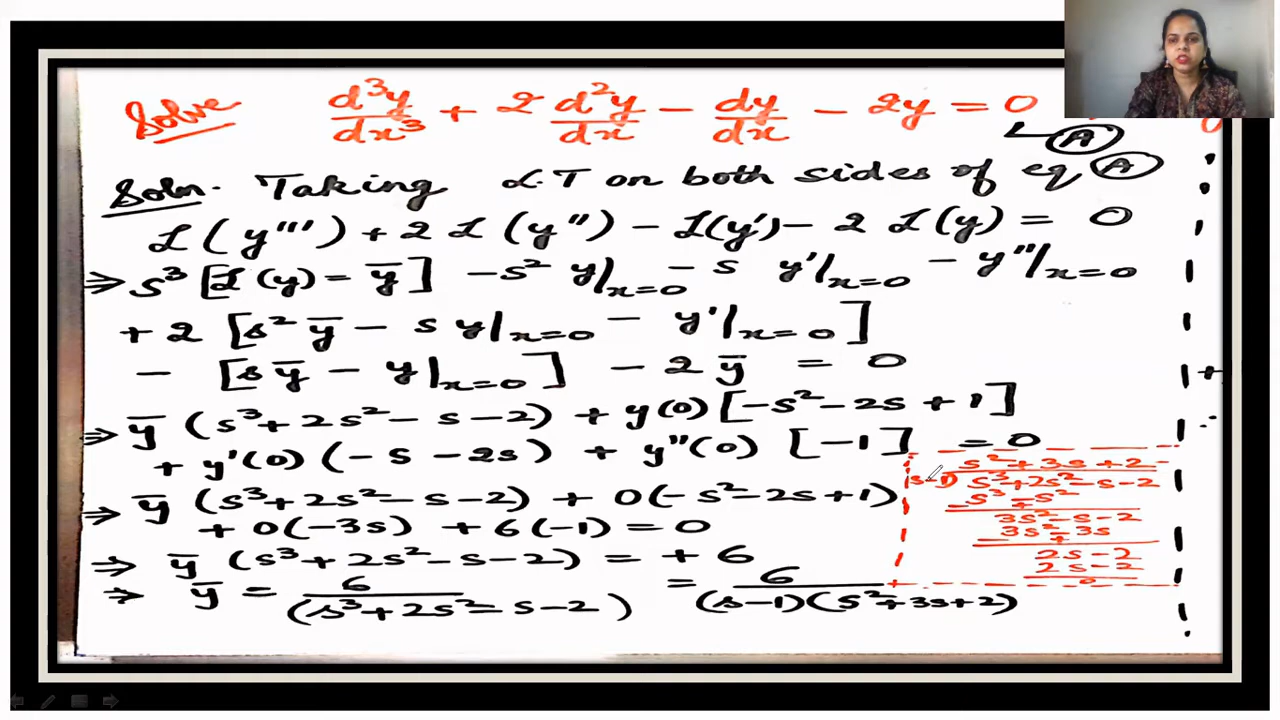 Solve d³y/dx³ + 2 d²y/dx - dy/dx - 2y = 0
Ⓐ
Soln. Taking L.T on both sides of eq Ⓐ
L(y''') + 2 L(y'') - L(y') - 2 L(y) = 0
⇒ s³ [L(y) = ȳ] - s² y|x=0 - s y'|x=0 - y''|x=0
+ 2 [s² ȳ - s y|x=0 - y'|x=0]
- [s ȳ - y|x=0] - 2 ȳ = 0
⇒ ȳ (s³ + 2s² - s - 2) + y(0) [-s² - 2s + 1]
+ y'(0) (- s - 2s) + y''(0) [-1] = 0
⇒ ȳ (s³ + 2s² - s - 2) + 0(- s² - 2s + 1)
+ 0(-3s) + 6(-1) = 0
⇒ ȳ (s³ + 2s² - s - 2) = + 6
⇒ ȳ = 6/(s³ + 2s² - s - 2) = 6/(s-1)(s² + 3s + 2)
s² + 3s + 2
s-1) s³ + 2s² - s - 2
s³ - s²
- +
3s² - s - 2
3s² - 3s
- +
2s - 2
2s - 2
0